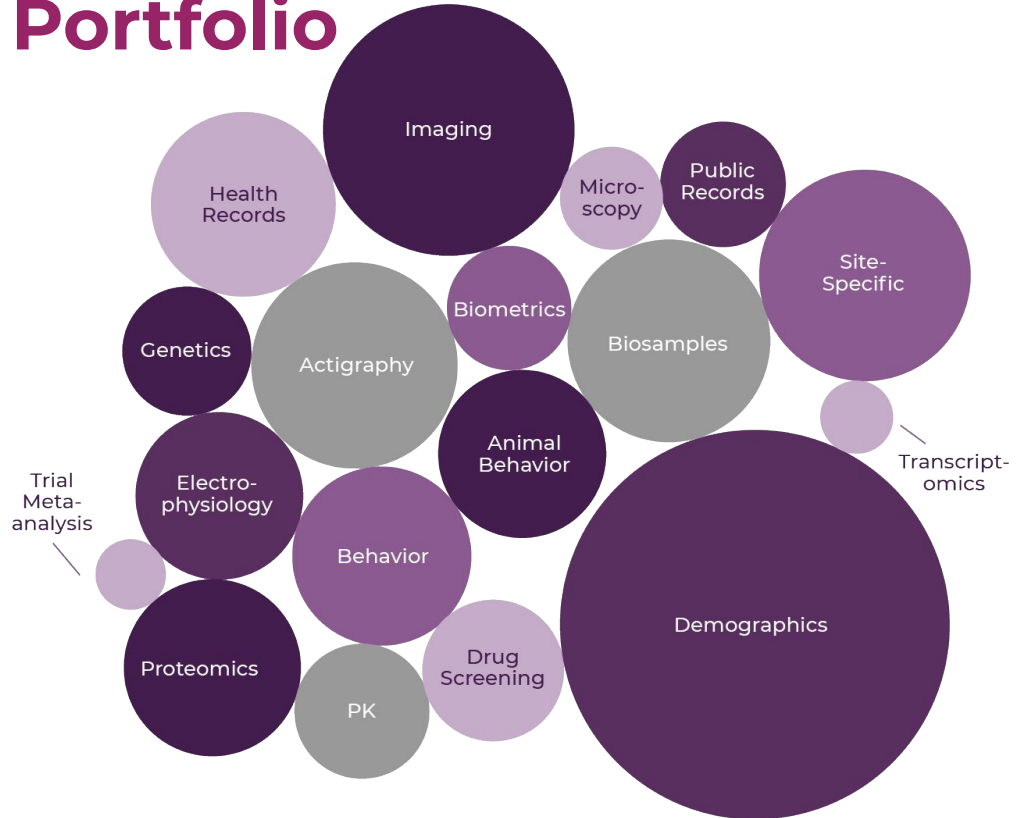 Portfolio
Imaging
Health
Records
Micro-
scopy
Public
Records
Site-
Specific
Genetics
Actigraphy
Biometrics
Biosamples
Animal
Behavior
Transcript-
omics
Trial
Meta-
analysis
Electro-
physiology
Behavior
Demographics
Proteomics
PK
Drug
Screening